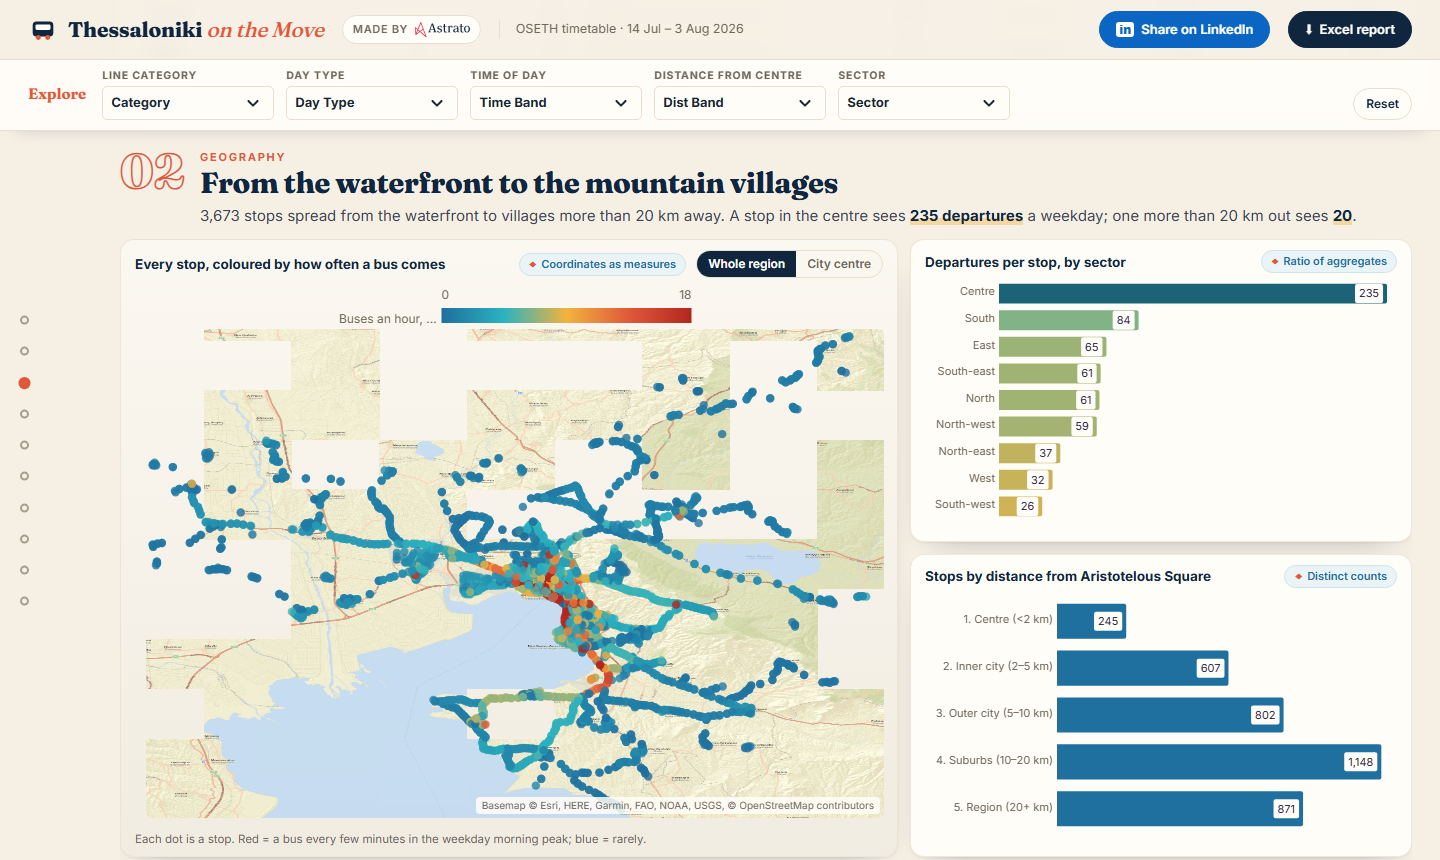 Thessaloniki on the Move
MADE BY Astrato
OSETH timetable · 14 Jul – 3 Aug 2026
in Share on LinkedIn
⬇ Excel report
Explore
LINE CATEGORY
Category
DAY TYPE
Day Type
TIME OF DAY
Time Band
DISTANCE FROM CENTRE
Dist Band
SECTOR
Sector
Reset
02
GEOGRAPHY
From the waterfront to the mountain villages
3,673 stops spread from the waterfront to villages more than 20 km away. A stop in the centre sees 235 departures a weekday; one more than 20 km out sees 20.
Every stop, coloured by how often a bus comes
Coordinates as measures
Whole region
City centre
0
18
Buses an hour, ...
Basemap © Esri, HERE, Garmin, FAO, NOAA, USGS, © OpenStreetMap contributors
Each dot is a stop. Red = a bus every few minutes in the weekday morning peak; blue = rarely.
Departures per stop, by sector
Ratio of aggregates
Centre 235
South 84
East 65
South-east 61
North 61
North-west 59
North-east 37
West 32
South-west 26
Stops by distance from Aristotelous Square
Distinct counts
1. Centre (<2 km) 245
2. Inner city (2–5 km) 607
3. Outer city (5–10 km) 802
4. Suburbs (10–20 km) 1,148
5. Region (20+ km) 871